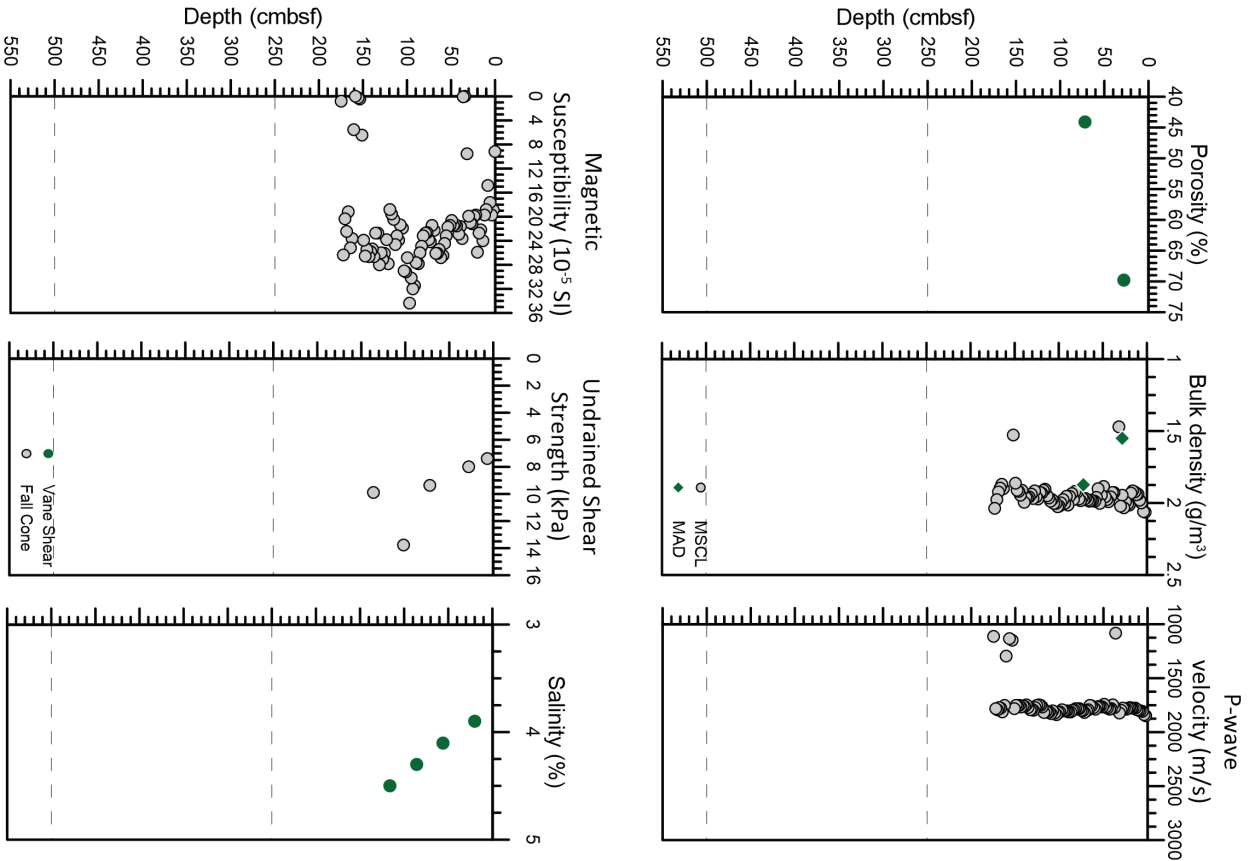 Depth (cmbsf)
550 500 450 400 350 300 250 200 150 100 50 0
Magnetic
Susceptibility (10⁻⁵ SI)
0 4 8 12 16 20 24 28 32 36
Undrained Shear
Strength (kPa)
0 2 4 6 8 10 12 14 16
Vane Shear
Fall Cone
Salinity (%)
3 4 5
Depth (cmbsf)
550 500 450 400 350 300 250 200 150 100 50 0
Porosity (%)
40 45 50 55 60 65 70 75
Bulk density (g/m³)
1 1.5 2 2.5
MSCL
MAD
P-wave
velocity (m/s)
1000 1500 2000 2500 3000